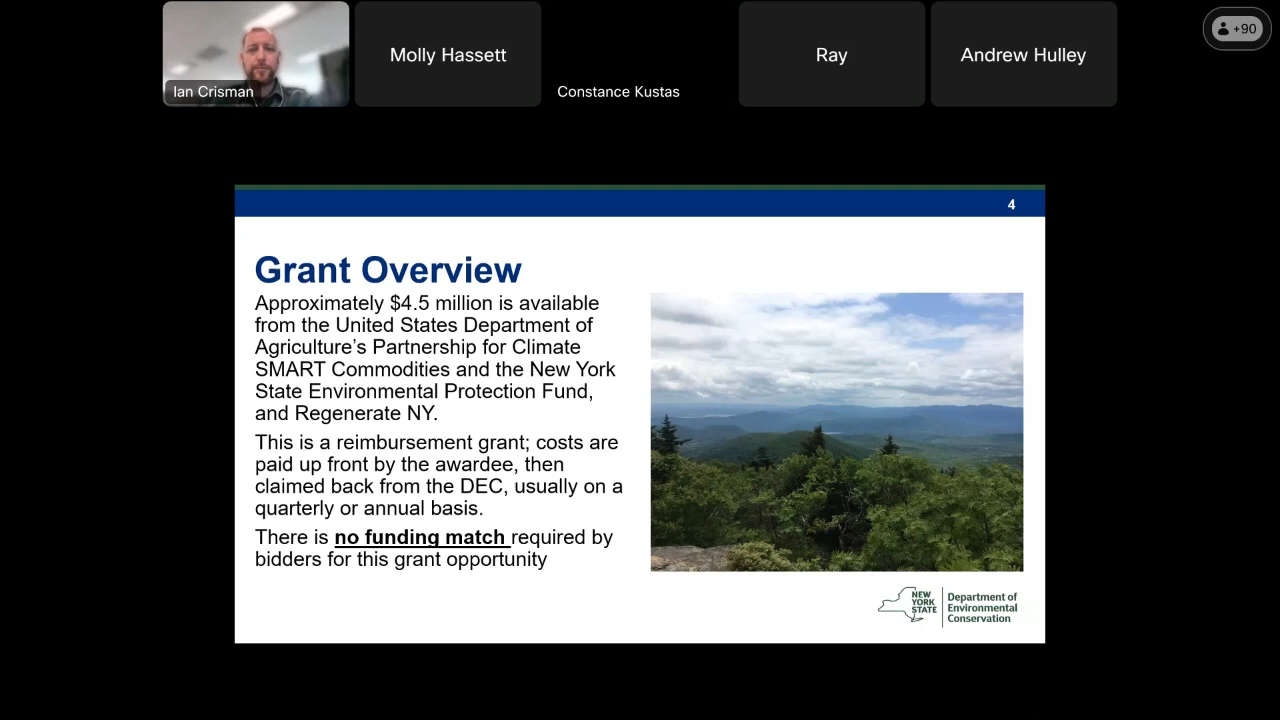 Ian Crisman
Molly Hassett
Constance Kustas
Ray
Andrew Hulley
+90
4
Grant Overview
Approximately $4.5 million is available
from the United States Department of
Agriculture’s Partnership for Climate
SMART Commodities and the New York
State Environmental Protection Fund,
and Regenerate NY.
This is a reimbursement grant; costs are
paid up front by the awardee, then
claimed back from the DEC, usually on a
quarterly or annual basis.
There is no funding match required by
bidders for this grant opportunity
NEW
YORK
STATE
Department of
Environmental
Conservation